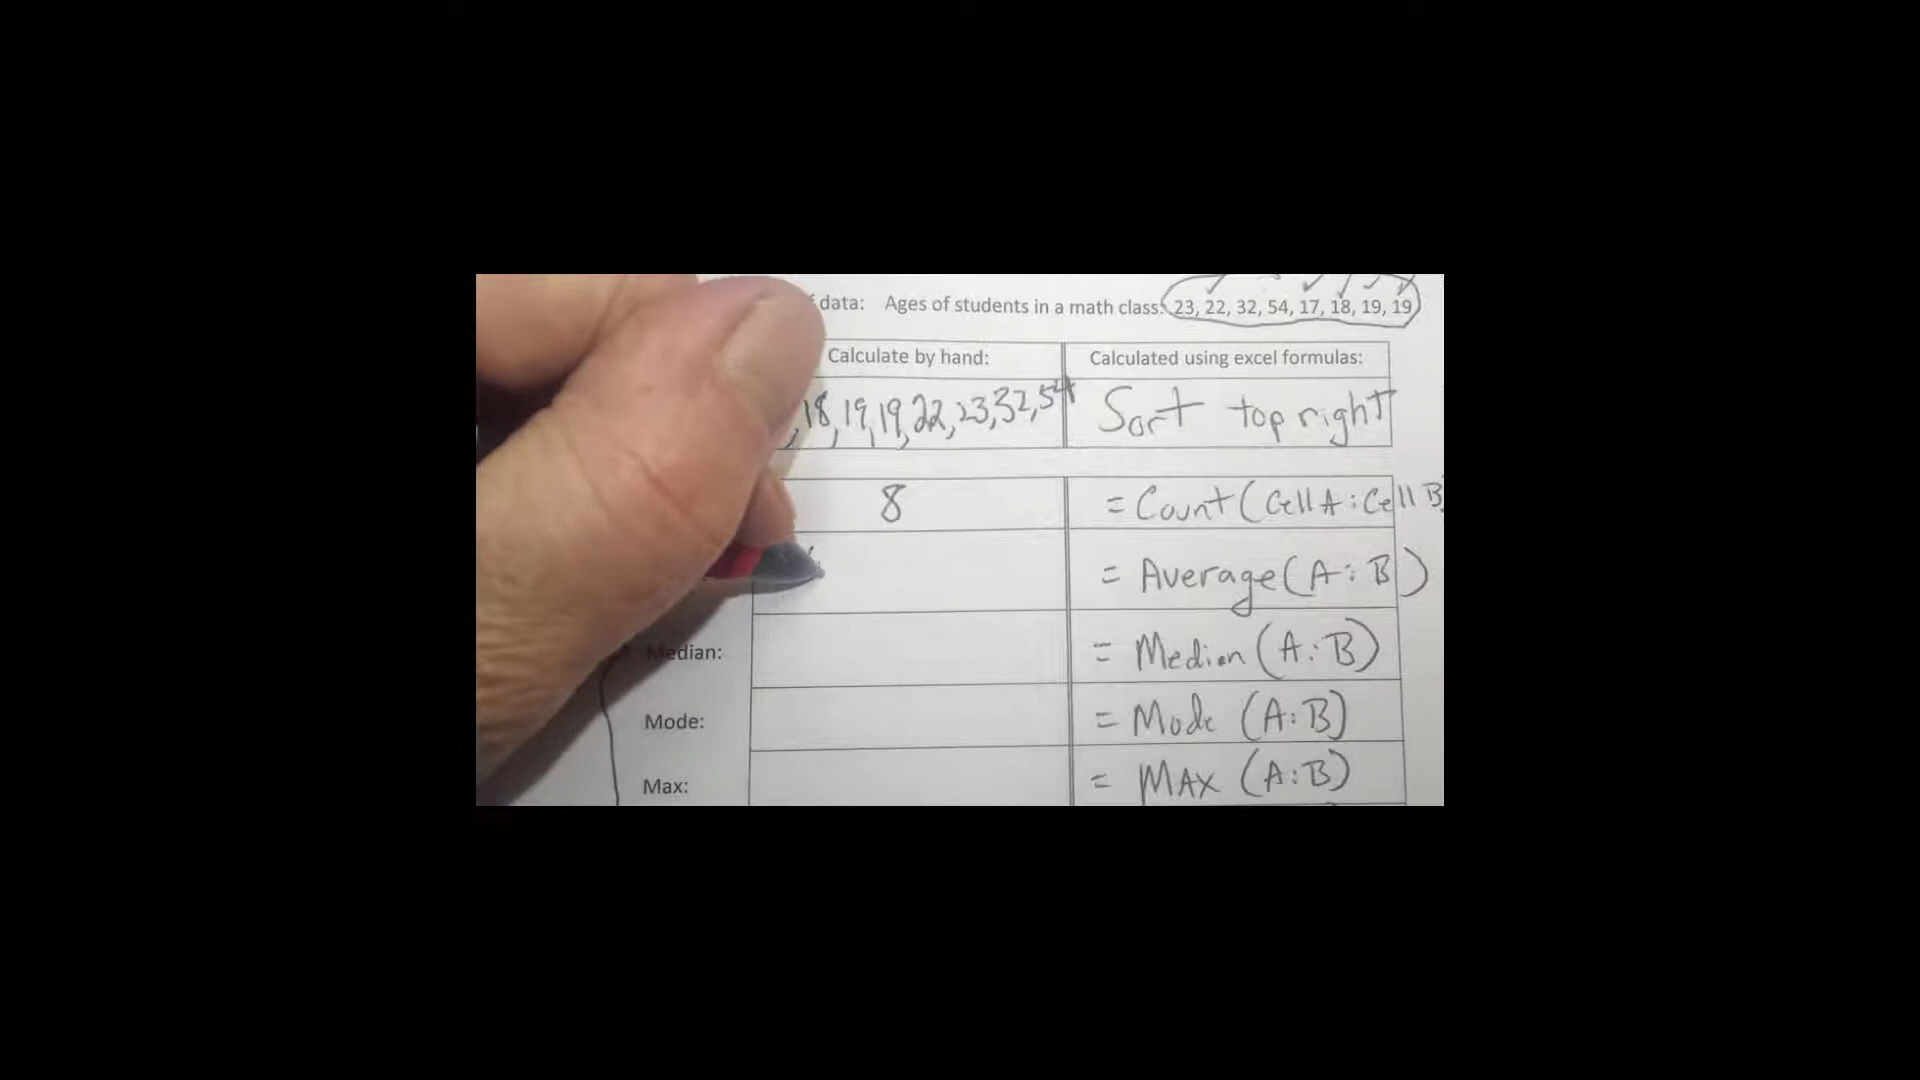 data: Ages of students in a math class: 23, 22, 32, 54, 17, 18, 19, 19
Calculate by hand: Calculated using excel formulas:
, 18, 19, 19, 22, 23, 32, 54 Sort top right
8 = Count (Cell A : Cell B
= Average (A : B)
Median: = Median (A : B)
Mode: = Mode (A : B)
Max: = MAX (A : B)